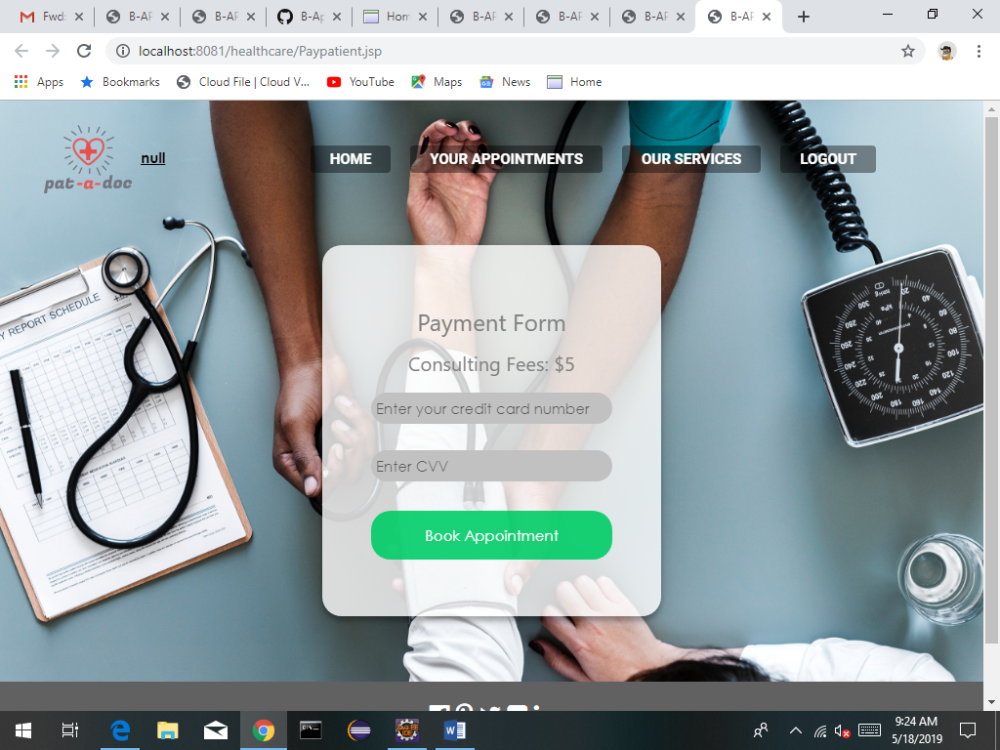 Fwd:
B-AF
B-AF
B-Ap
Hom
B-AF
B-AF
B-AF
B-AF
localhost:8081/healthcare/Paypatient.jsp
Apps
Bookmarks
Cloud File | Cloud V...
YouTube
Maps
News
Home
pat-a-doc
null
HOME
YOUR APPOINTMENTS
OUR SERVICES
LOGOUT
Y REPORT SCHEDULE
Payment Form
Consulting Fees: $5
Enter your credit card number
Enter CVV
Book Appointment
9:24 AM
5/18/2019